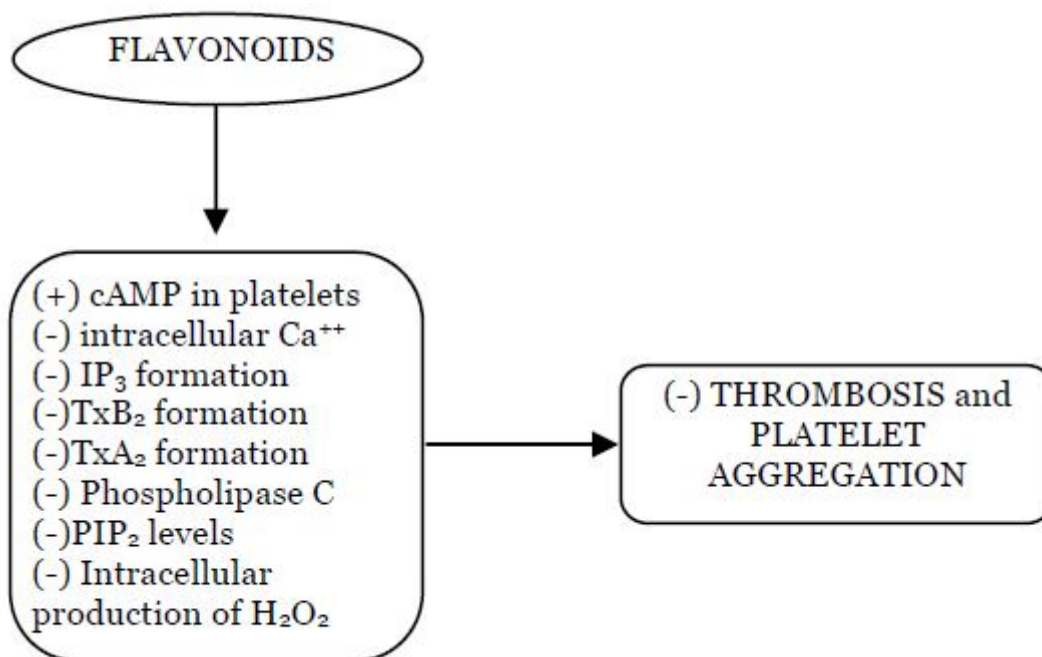 FLAVONOIDS
(+) cAMP in platelets
(-) intracellular Ca⁺⁺
(-) IP₃ formation
(-)TxB₂ formation
(-)TxA₂ formation
(-) Phospholipase C
(-)PIP₂ levels
(-) Intracellular
production of H₂O₂
(-) THROMBOSIS and
PLATELET
AGGREGATION